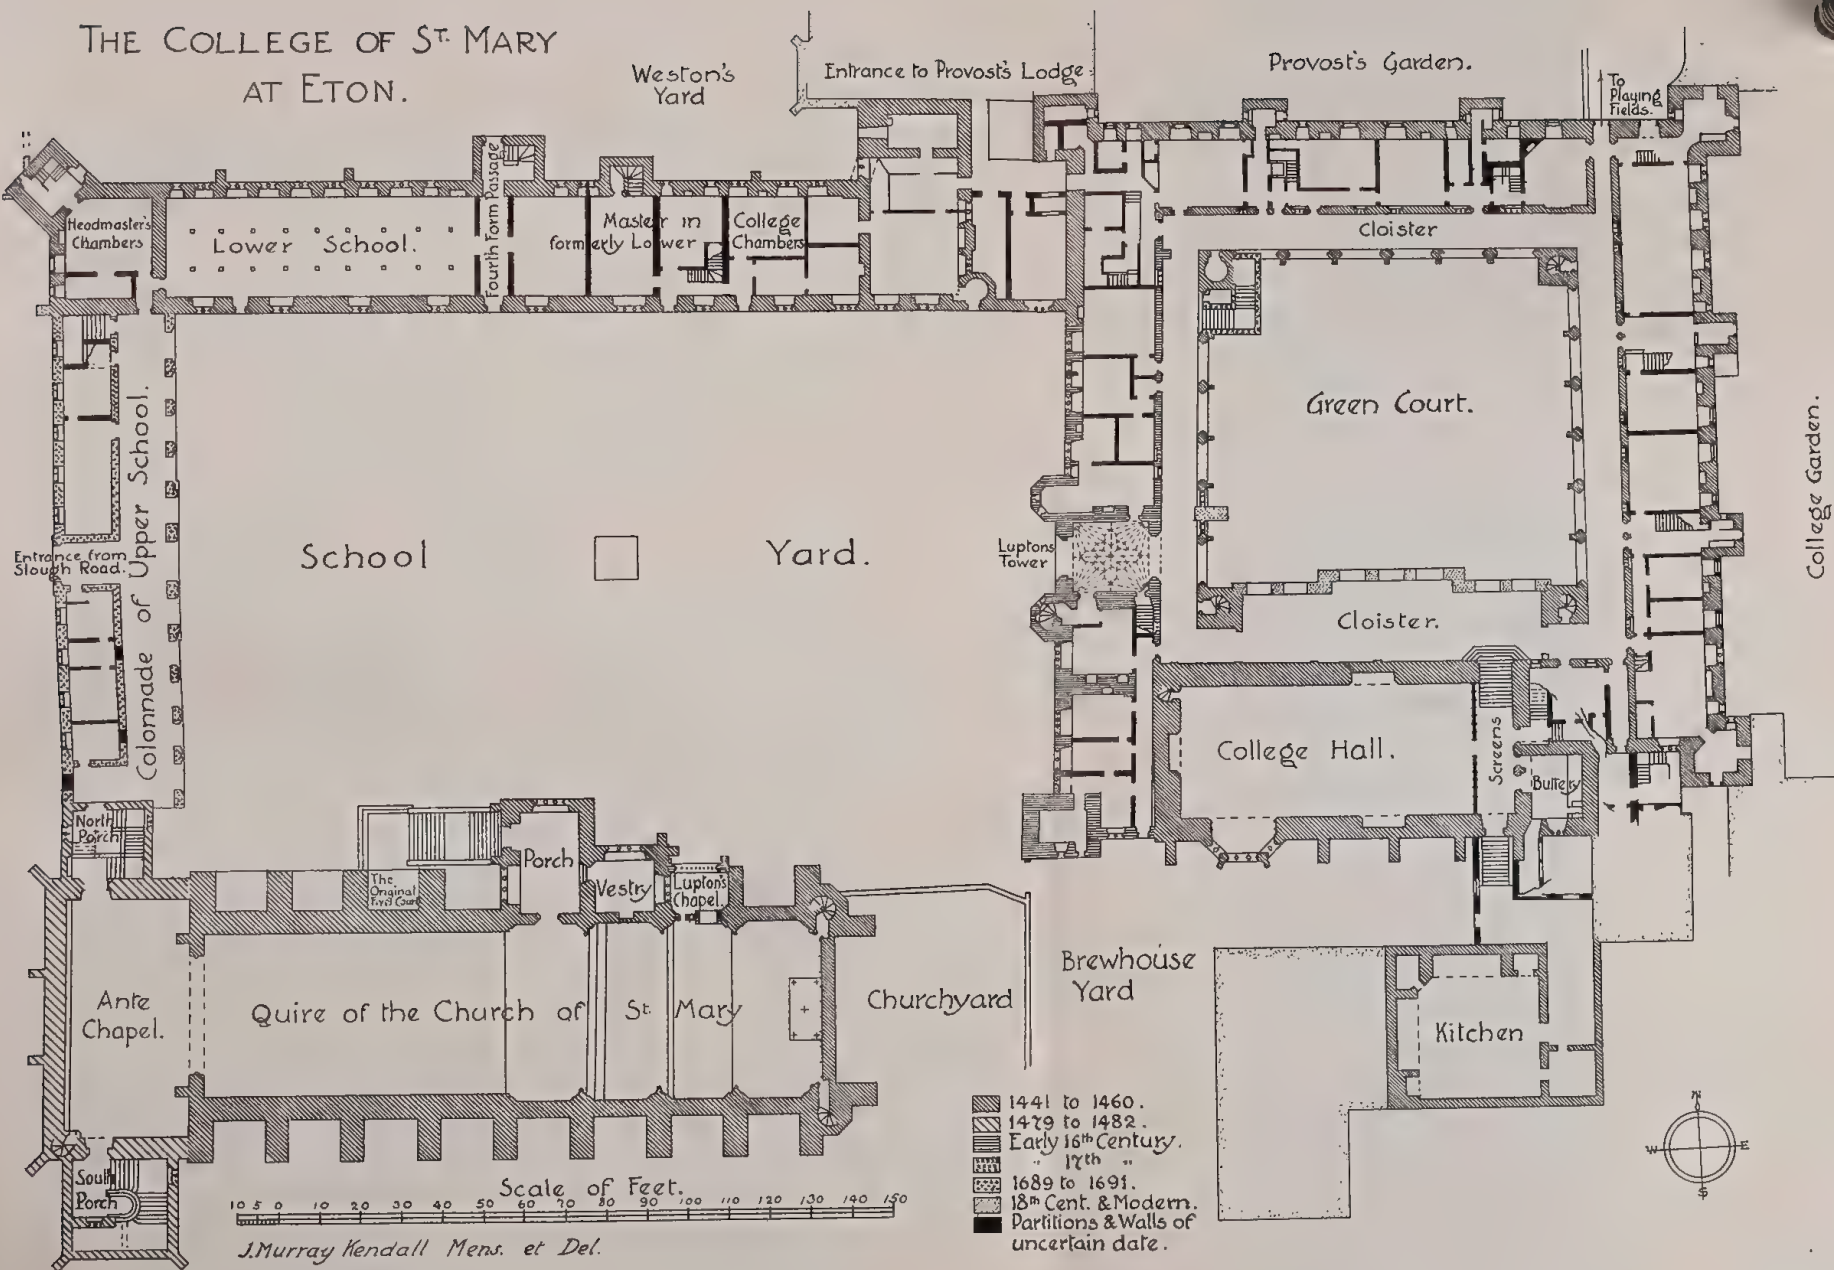 THE COLLEGE OF ST. MARY
AT ETON.
Weston's
Yard
Entrance to Provost's Lodge
Provost's Garden.
To
Playing
Fields.
Headmaster's
Chambers
Lower School.
Fourth Form Passage
Master in
formerly Lower
College
Chambers
Cloister
Green Court.
College Garden.
Colonnade of Upper School.
Entrance from
Slough Road.
School Yard.
Luptons
Tower
Cloister.
College Hall.
Screens
Buttery
North
Porch
Porch
The
Original
Vestry
Lupton's
Chapel.
Ante
Chapel.
Quire of the Church of St. Mary
Churchyard
Brewhouse
Yard
Kitchen
South
Porch
Scale of Feet.
10 5 0 10 20 30 40 50 60 70 80 90 100 110 120 130 140 150
J. Murray Kendall Mens. et Del.
1441 to 1460.
1479 to 1482.
Early 16th Century.
" 17th "
1689 to 1691.
18th Cent. & Modern.
Partitions & Walls of
uncertain date.
N
W E
S